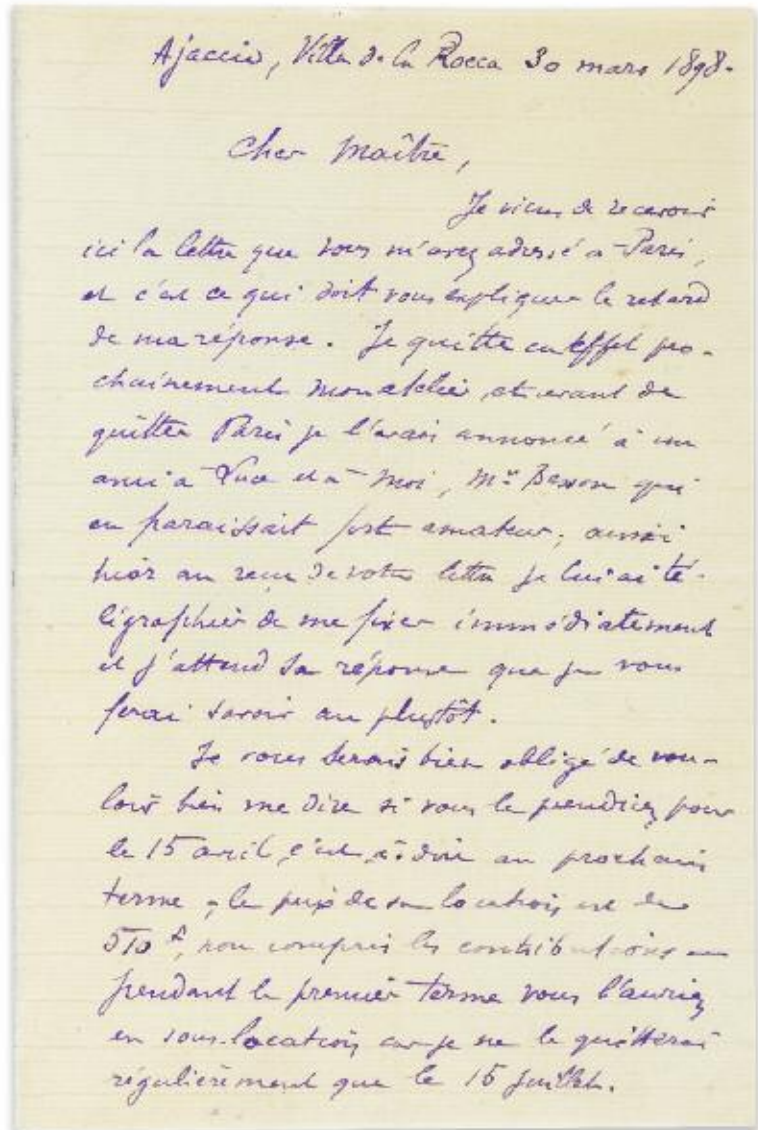 Ajaccio, Villa de la Rocca 30 mars 1898.
Cher Maître,
Je viens de recevoir
ici la lettre que vous m'avez adressé à Paris,
et c'est ce qui doit vous expliquer le retard
de ma réponse. Je quitte en effet pro-
chainement mon atelier, et avant de
quitter Paris je l'avais annoncé à un
ami à Luce et à moi, Mr Besson qui
en paraissait fort amateur; aussi
hier au reçu de votre lettre je lui ai té-
légraphier de me fixer immédiatement
et j'attend sa réponse que je vous
ferai savoir au plustôt.
Je vous serais bien obligé de vou-
loir bien me dire si vous le prendriez pour
le 15 avril, c'est à dire au prochain
terme, le prix de sa location est de
510 f, non compris les contributions
pendant le premier terme vous l'auriez
en sous-location car je ne le quitterai
régulièrement que le 15 juillet.